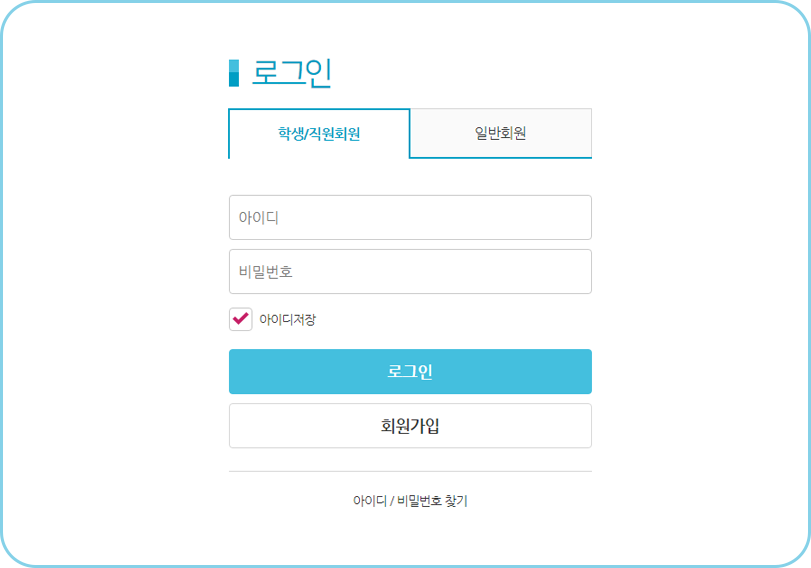 로그인
학생/직원회원
일반회원
아이디
비밀번호
아이디저장
로그인
회원가입
아이디 / 비밀번호 찾기